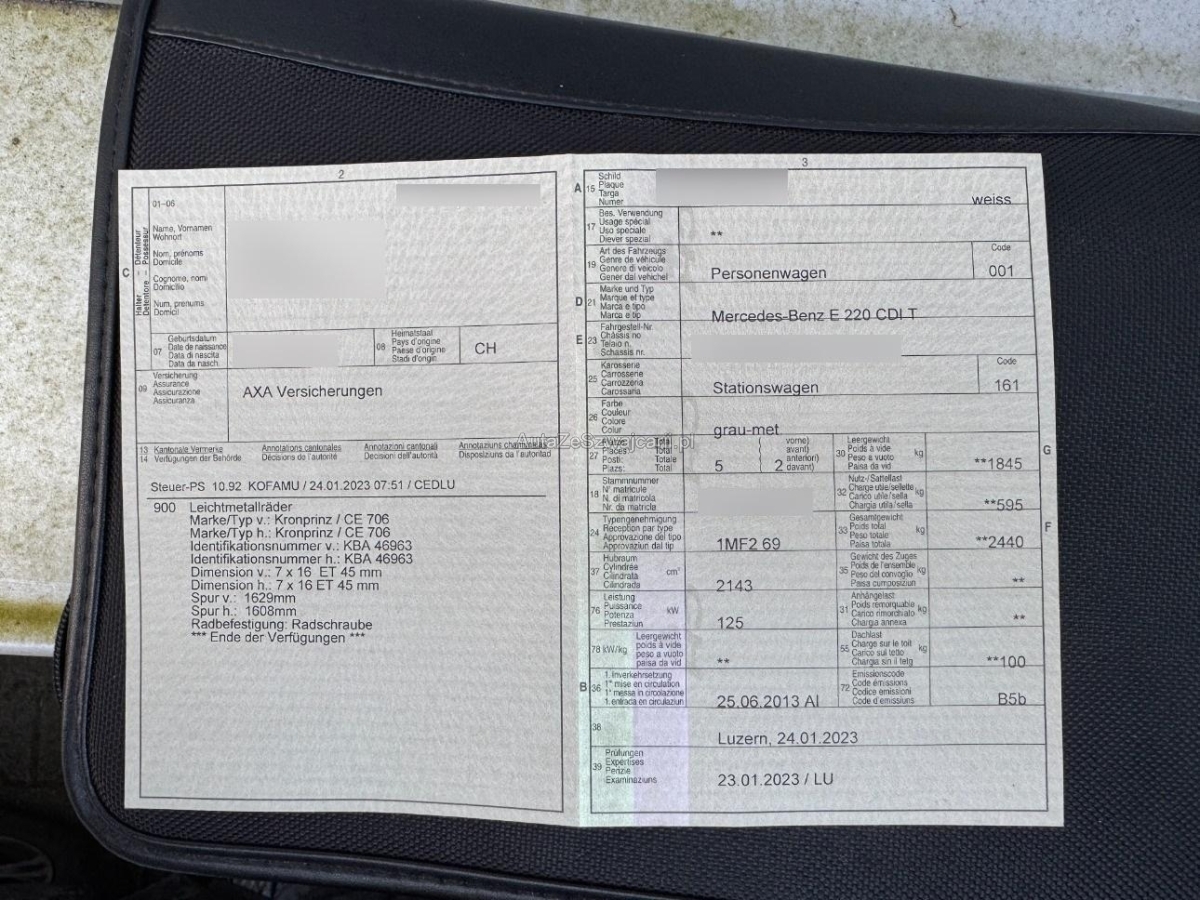 2
01-06
C
Halter Détenteur
Detentore Possessur
Name, Vornamen
Wohnort
Nom, prénoms
Domicile
Cognome, nomi
Domicilio
Num, prenums
Domicil
07
Geburtsdatum
Date de naissance
Data di nascita
Data da nasch.
08
Heimatstaat
Pays d'origine
Paese d'origine
Stadi d'origin
CH
09
Versicherung
Assurance
Assicurazione
Assicuranza
AXA Versicherungen
13 Kantonale Vermerke Annotations cantonales Annotazioni cantonali Annotaziuns chantunalas
14 Verfügungen der Behörde Décisions de l'autorité Decisioni dell'autorità Disposiziuns da l'autoritad
Steuer-PS 10.92 KOFAMU / 24.01.2023 07:51 / CEDLU
900 Leichtmetallräder
Marke/Typ v.: Kronprinz / CE 706
Marke/Typ h.: Kronprinz / CE 706
Identifikationsnummer v.: KBA 46963
Identifikationsnummer h.: KBA 46963
Dimension v.: 7 x 16 ET 45 mm
Dimension h.: 7 x 16 ET 45 mm
Spur v.: 1629mm
Spur h.: 1608mm
Radbefestigung: Radschraube
*** Ende der Verfügungen ***
3
A 15
Schild
Plaque
Targa
Numer
weiss
17
Bes. Verwendung
Usage spécial
Uso speciale
Diever spezial
**
19
Art des Fahrzeugs
Genre de véhicule
Genere di veicolo
Gener dal vehichel
Personenwagen
Code
001
D 21
Marke und Typ
Marque et type
Marca e tipo
Marca e tip
Mercedes-Benz E 220 CDI T
E 23
Fahrgestell-Nr.
Châssis no
Telaio n.
Schassis nr.
25
Karosserie
Carrosserie
Carrozzeria
Carossaria
Stationswagen
Code
161
26
Farbe
Couleur
Colore
Colur
grau-met
AutaZeSzwajcarii.pl
27
Plätze: Total
Places: Total
Posti: Totale
Plazs: Total
5
2
vorne)
avant)
anteriori)
davant)
G
30
Leergewicht
Poids à vide
Peso a vuoto
Paisa da vid
kg
**1845
18
Stammnummer
N° matricule
N. di matricola
Nr. da matricla
32
Nutz-/Sattellast
Charge utile/sellette
Carico utile/sella
Chargia utila/sella
kg
**595
24
Typengenehmigung
Réception par type
Approvazione del tipo
Approvaziun dal tip
1MF2 69
F
33
Gesamtgewicht
Poids total
Peso totale
Paisa totala
kg
**2440
37
Hubraum
Cylindrée
Cilindrata
Cilindrada
cm³
2143
35
Gewicht des Zuges
Poids de l'ensemble
Peso del convoglio
Paisa cumposiziun
kg
**
76
Leistung
Puissance
Potenza
Prestaziun
kW
125
31
Anhängelast
Poids remorquable
Carico rimorchiato
Chargia annexa
kg
**
78 kW/kg
Leergewicht
poids à vide
peso a vuoto
paisa da vid
**
55
Dachlast
Charge sur le toit
Carico sul tetto
Chargia sin il tetg
kg
**100
B 36
1. Inverkehrsetzung
1re mise en circulation
1a messa in circolazione
1. entrada en circulaziun
25.06.2013 AI
72
Emissionscode
Code émissions
Codice emissioni
Code d'emissiuns
B5b
38
Luzern, 24.01.2023
39
Prüfungen
Expertises
Perizie
Examinaziuns
23.01.2023 / LU